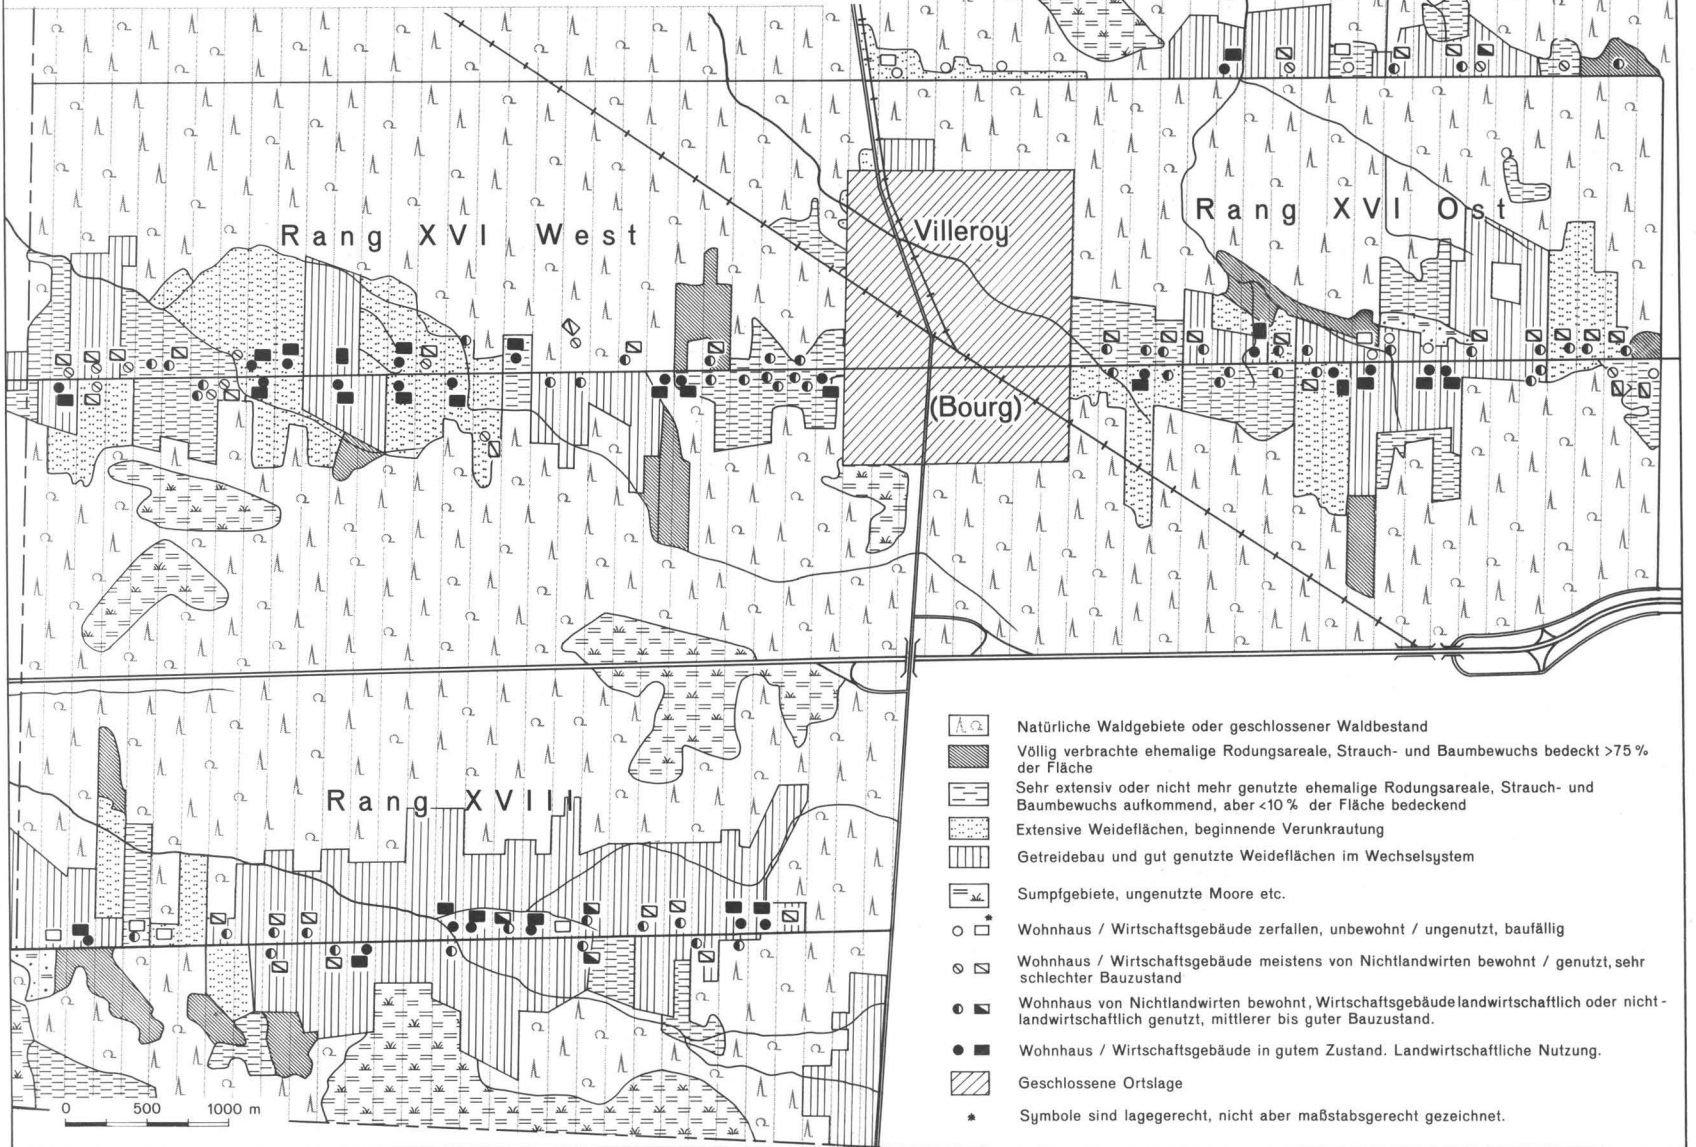 Rang XVI West
Villeroy
(Bourg)
Rang XVI Ost
Rang XVIII
0 500 1000 m
Natürliche Waldgebiete oder geschlossener Waldbestand
Völlig verbrachte ehemalige Rodungsareale, Strauch- und Baumbewuchs bedeckt >75 %
der Fläche
Sehr extensiv oder nicht mehr genutzte ehemalige Rodungsareale, Strauch- und
Baumbewuchs aufkommend, aber <10 % der Fläche bedeckend
Extensive Weideflächen, beginnende Verunkrautung
Getreidebau und gut genutzte Weideflächen im Wechselsystem
Sumpfgebiete, ungenutzte Moore etc.
*
Wohnhaus / Wirtschaftsgebäude zerfallen, unbewohnt / ungenutzt, baufällig
Wohnhaus / Wirtschaftsgebäude meistens von Nichtlandwirten bewohnt / genutzt, sehr
schlechter Bauzustand
Wohnhaus von Nichtlandwirten bewohnt, Wirtschaftsgebäude landwirtschaftlich oder nicht-
landwirtschaftlich genutzt, mittlerer bis guter Bauzustand.
Wohnhaus / Wirtschaftsgebäude in gutem Zustand. Landwirtschaftliche Nutzung.
Geschlossene Ortslage
* Symbole sind lagegerecht, nicht aber maßstabsgerecht gezeichnet.